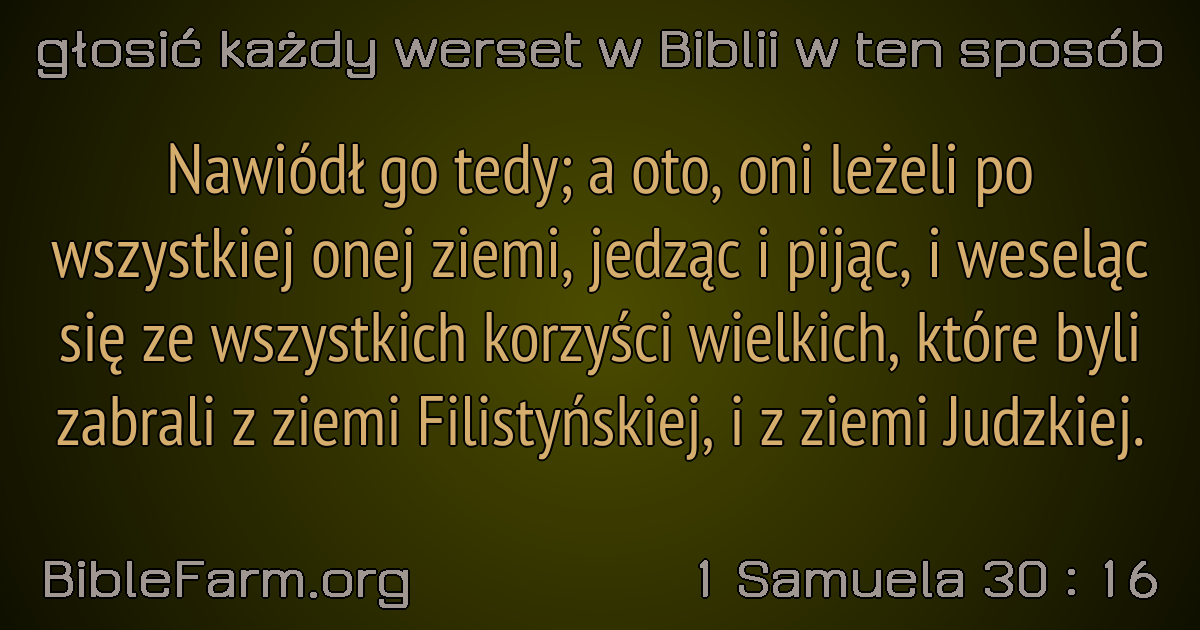 głosić każdy werset w Biblii w ten sposób
Nawiódł go tedy; a oto, oni leżeli po
wszystkiej onej ziemi, jedząc i pijąc, i weseląc
się ze wszystkich korzyści wielkich, które byli
zabrali z ziemi Filistyńskiej, i z ziemi Judzkiej.
BibleFarm.org
1 Samuela 30 : 16